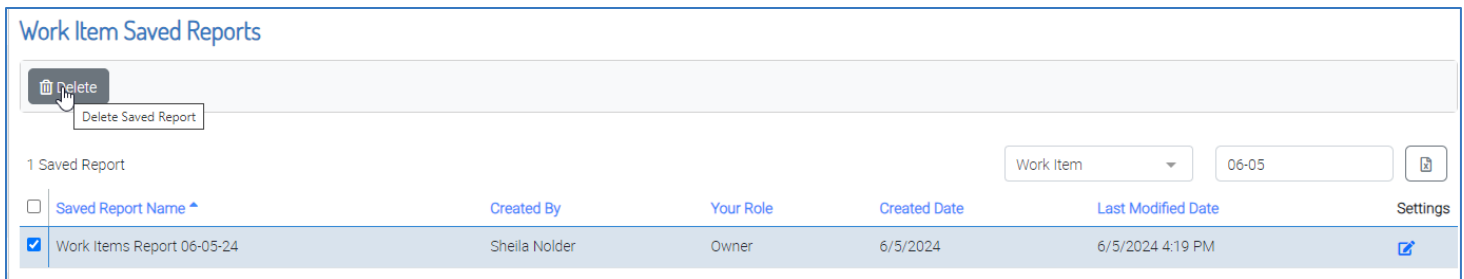 Work Item Saved Reports
Delete
Delete Saved Report
1 Saved Report Work Item 06-05
Saved Report Name Created By Your Role Created Date Last Modified Date Settings
Work Items Report 06-05-24 Sheila Nolder Owner 6/5/2024 6/5/2024 4:19 PM